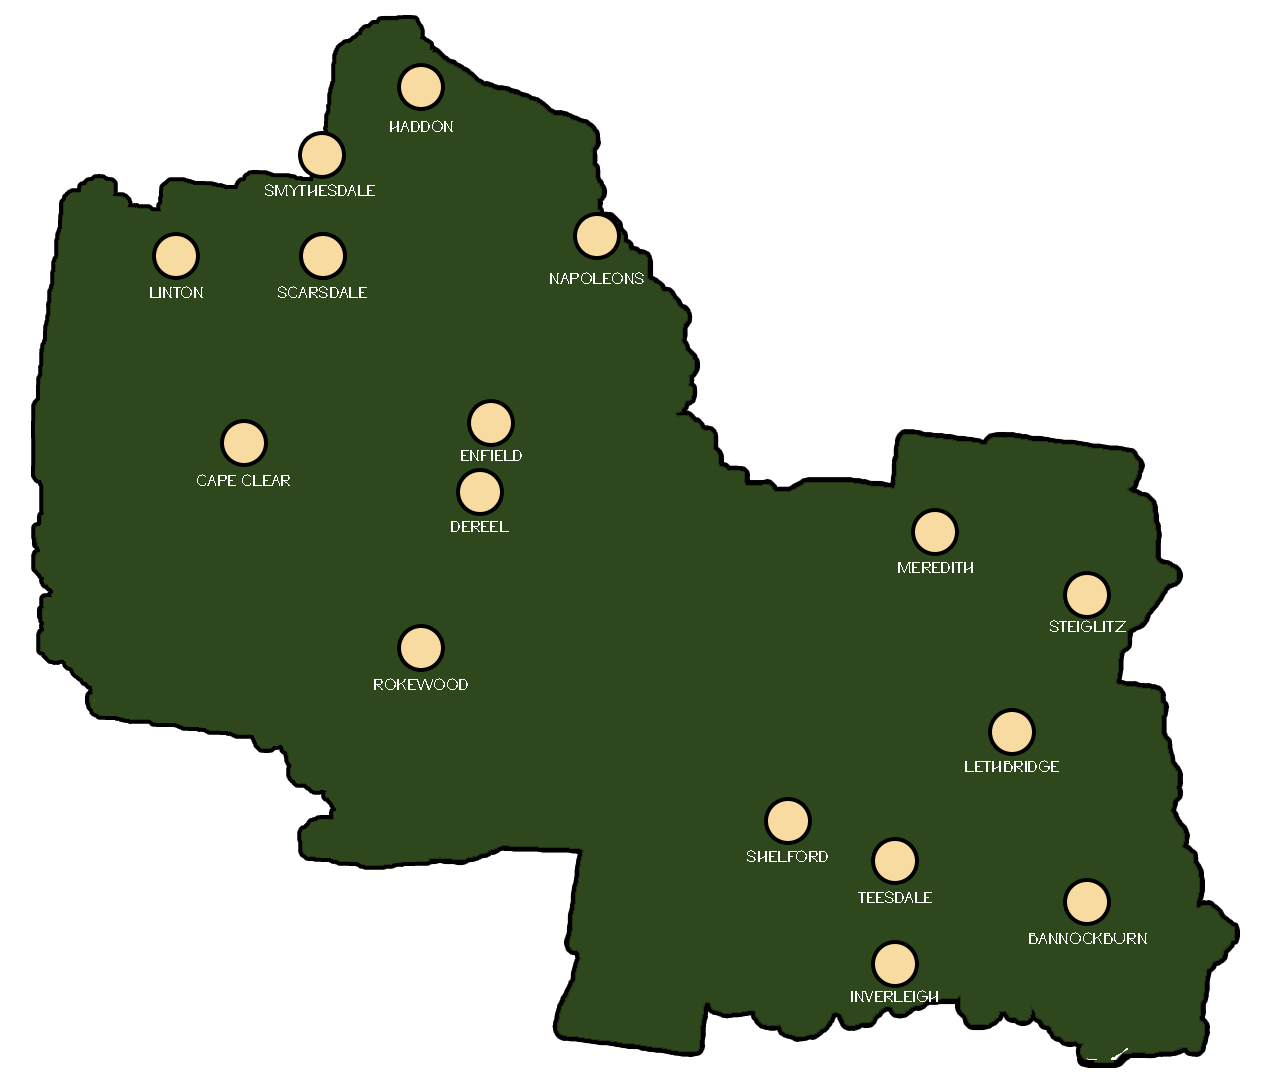 HADDON
SMYTHESDALE
NAPOLEONS
LINTON
SCARSDALE
ENFIELD
CAPE CLEAR
DEREEL
MEREDITH
STEIGLITZ
ROKEWOOD
LETHBRIDGE
SHELFORD
TEESDALE
BANNOCKBURN
INVERLEIGH